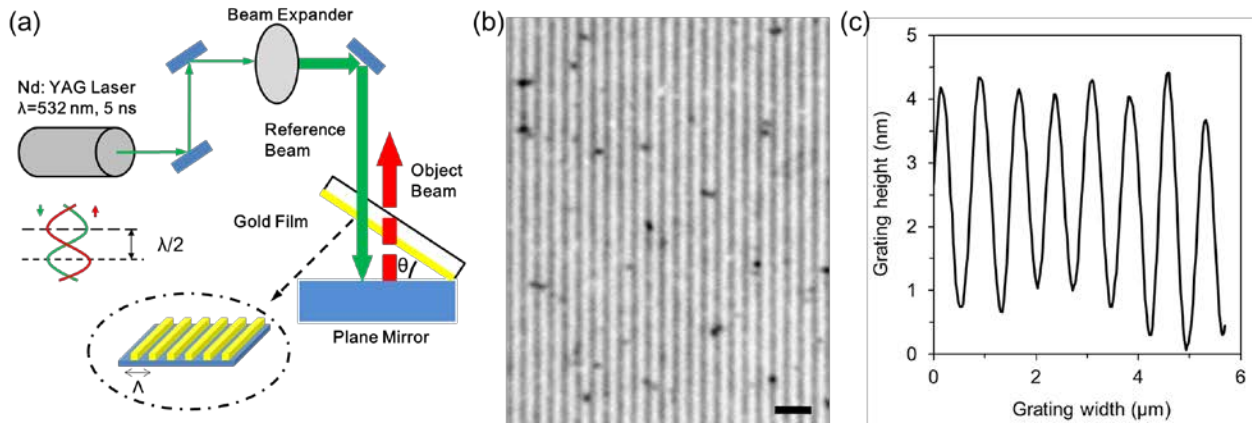 (a)
Beam Expander
Nd: YAG Laser
λ=532 nm, 5 ns
Reference
Beam
Object
Beam
Gold Film
λ/2
θ
Plane Mirror
Λ
(b)
(c)
Grating height (nm)
5
4
3
2
1
0
0
2
4
6
Grating width (µm)